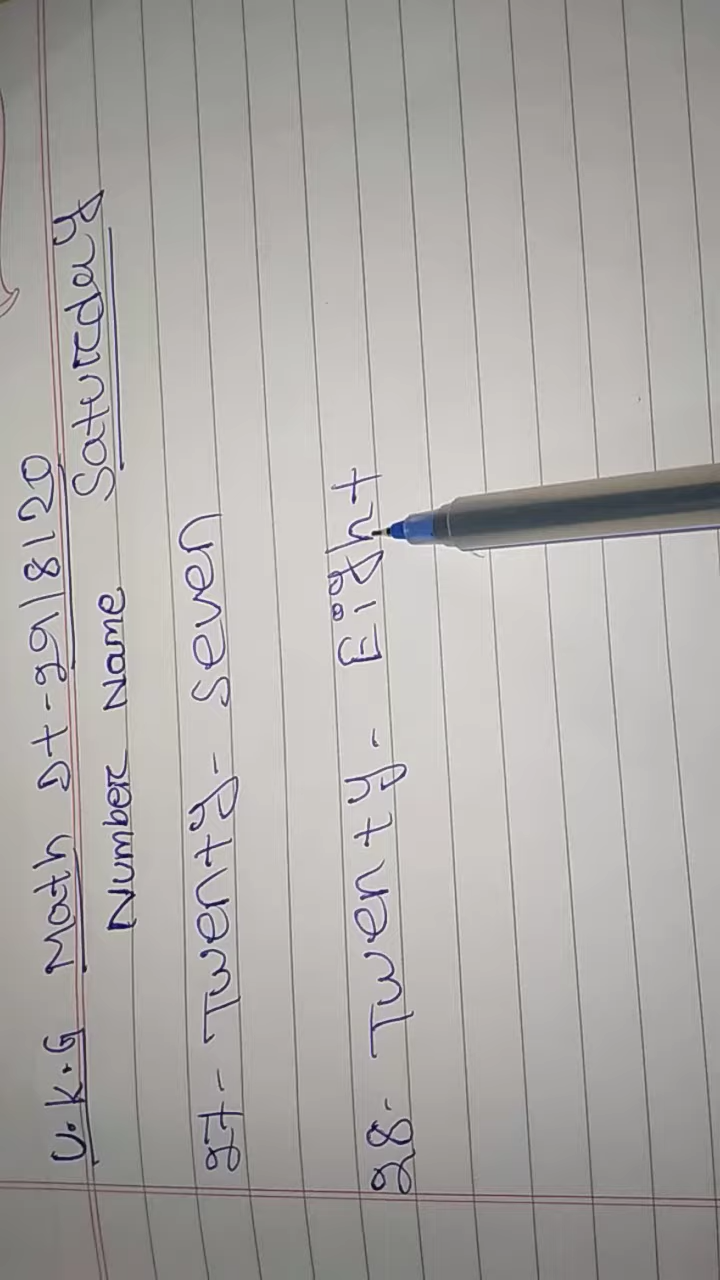 U.K.G Math Dt-29/8/20
Saturday
Number Name
27- Twenty- Seven
28- Twenty- Eight